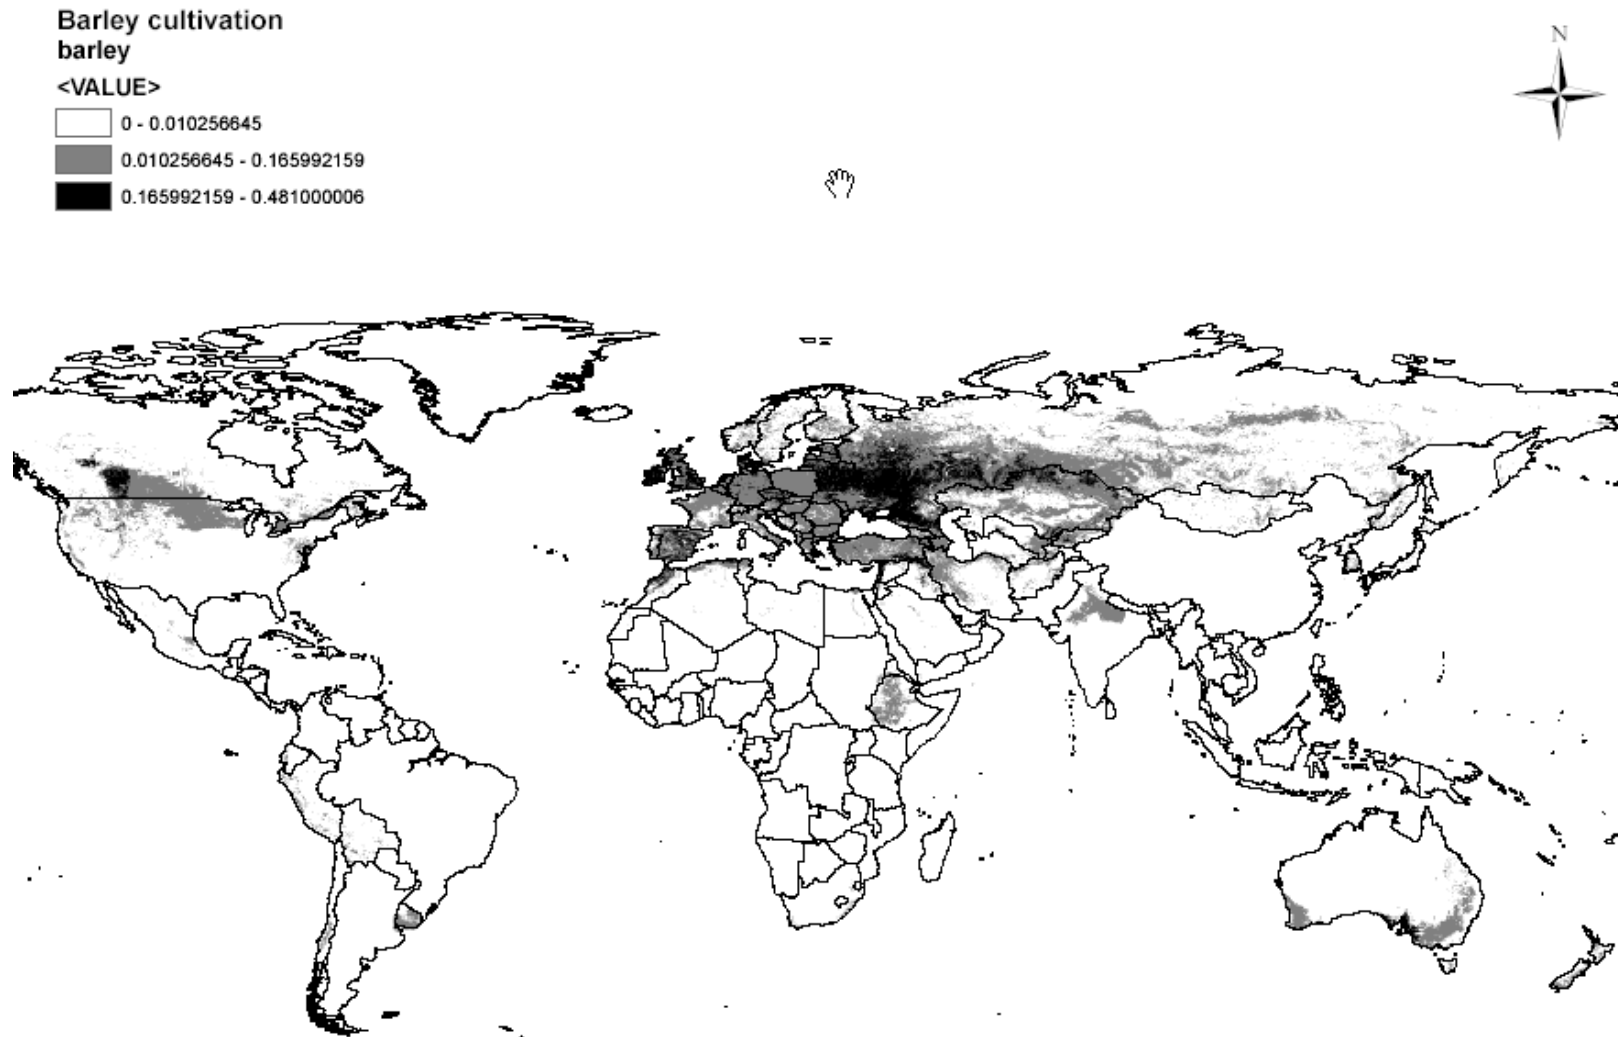 Barley cultivation
barley
<VALUE>
0 - 0.010256645
0.010256645 - 0.165992159
0.165992159 - 0.481000006
N